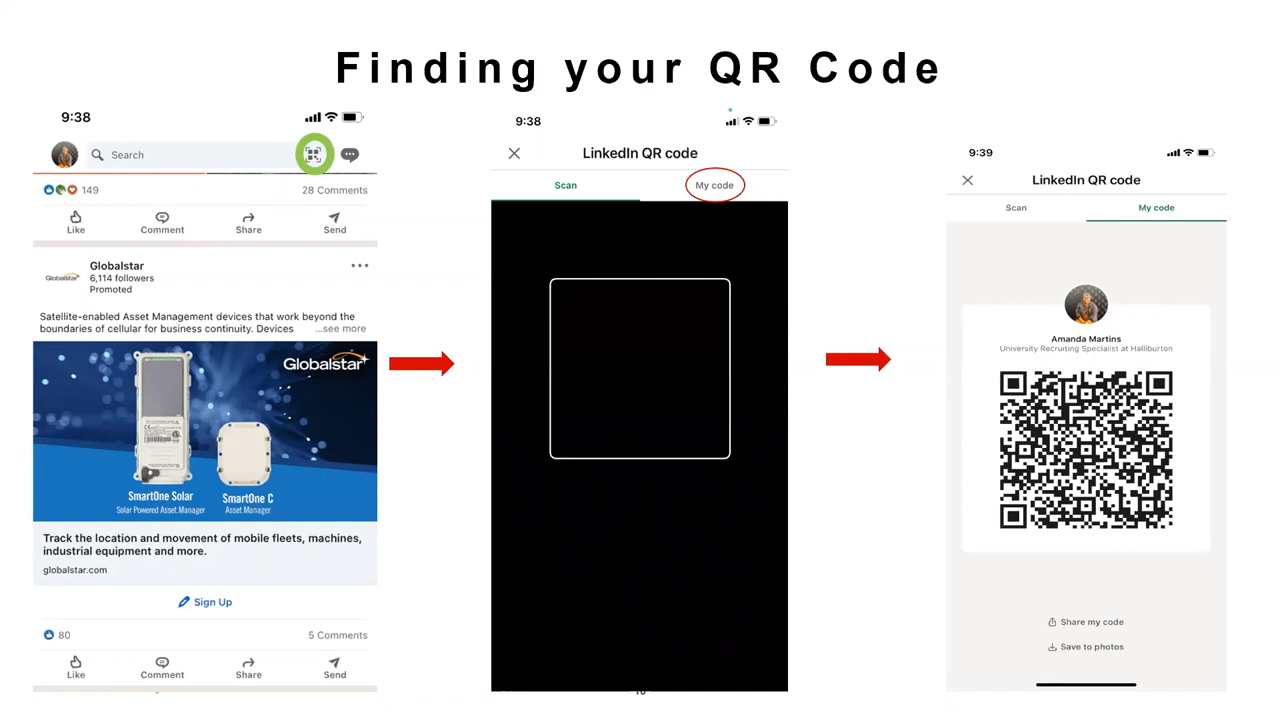 Finding your QR Code
9:38
Search
149
28 Comments
Like
Comment
Share
Send
Globalstar
Globalstar
6,114 followers
Promoted
Satellite-enabled Asset Management devices that work beyond the
boundaries of cellular for business continuity. Devices ...see more
Globalstar
SmartOne Solar
Solar Powered Asset Manager
SmartOne C
Asset Manager
Track the location and movement of mobile fleets, machines,
industrial equipment and more.
globalstar.com
Sign Up
80
5 Comments
Like
Comment
Share
Send
9:38
LinkedIn QR code
Scan
My code
9:39
LinkedIn QR code
Scan
My code
Amanda Martins
University Recruiting Specialist at Halliburton
Share my code
Save to photos